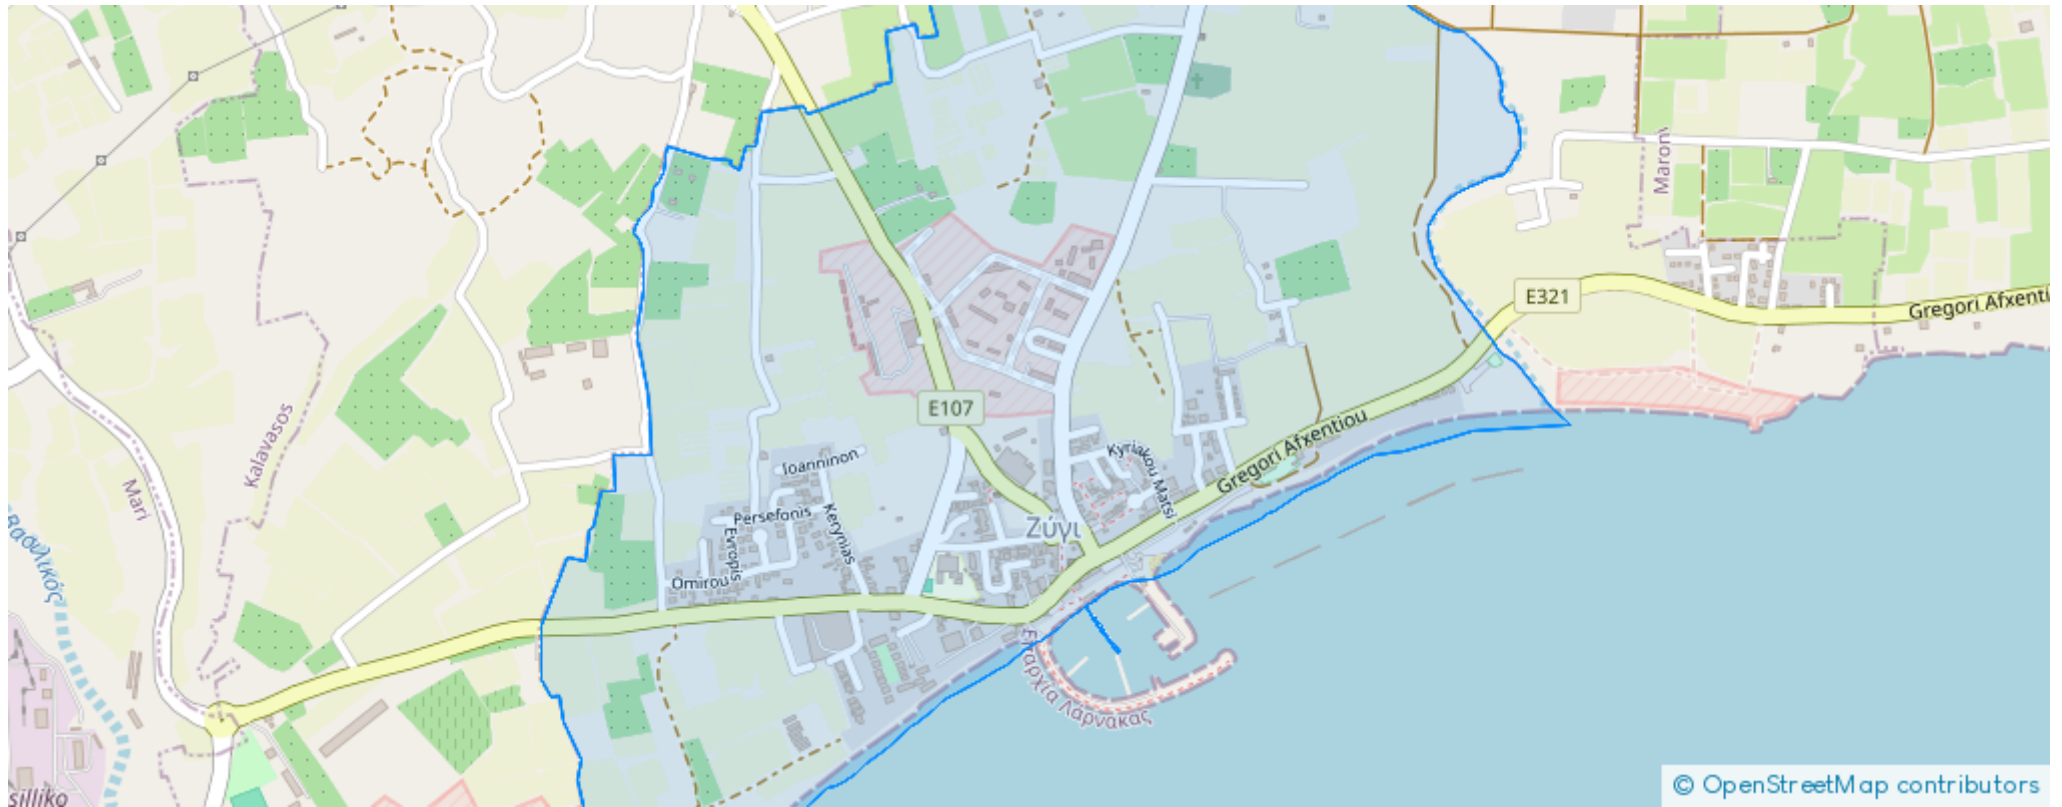 Marony
E321
Gregori Afxenti
Kalavasos
Mari
E107
Gregori Afxentiou
Ioanninon
Kyriakou Matsi
Persefonis
Kerynias
Evropis
Ζύγι
Omirou
βασιλικός
Επαρχία Λάρνακας
silliko
© OpenStreetMap contributors